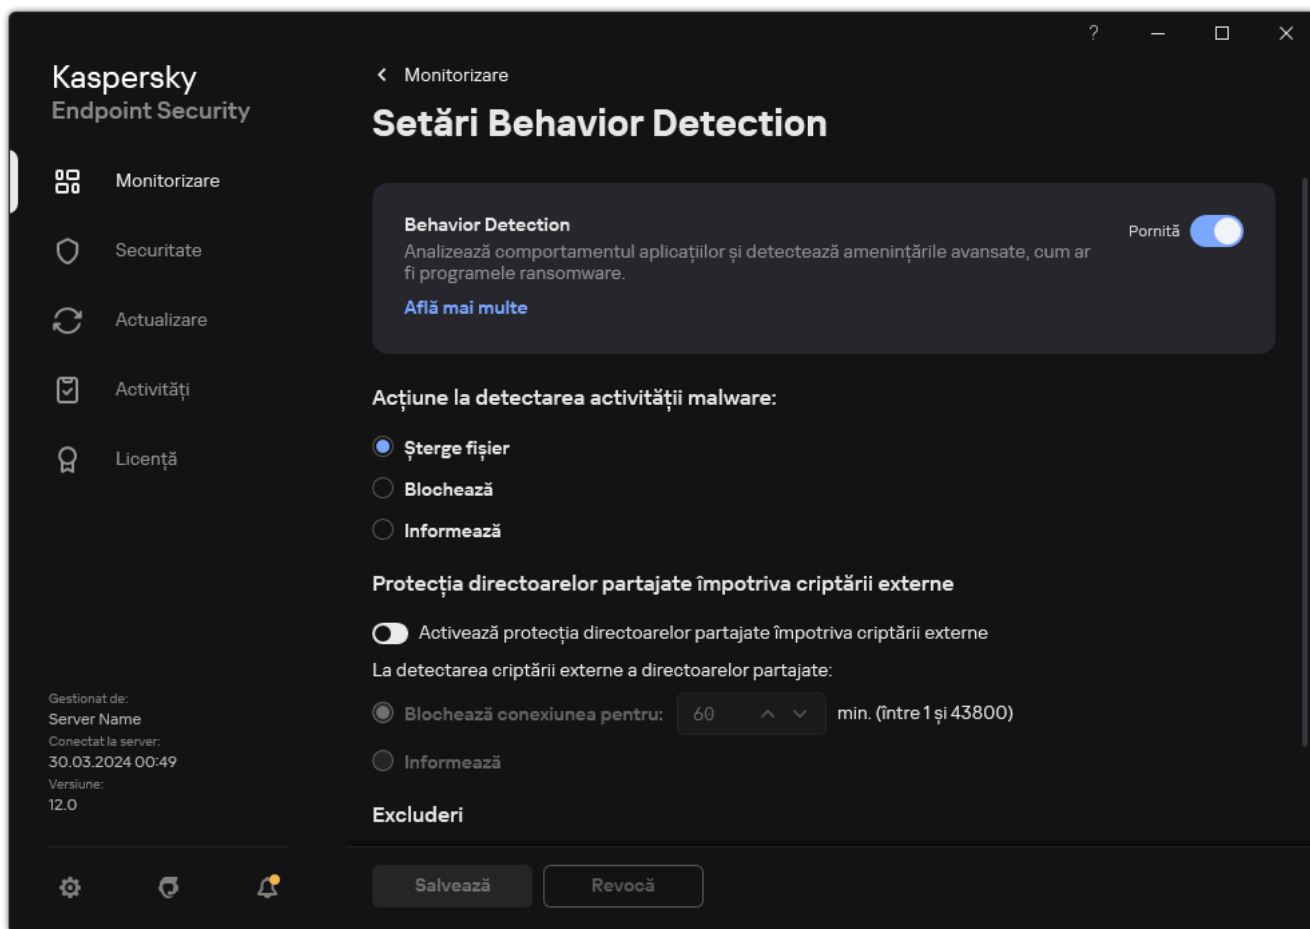 ?
Kaspersky
Endpoint Security
Monitorizare
Securitate
Actualizare
Activități
Licență
Gestionat de:
Server Name
Conectat la server:
30.03.2024 00:49
Versiune:
12.0
Monitorizare
Setări Behavior Detection
Behavior Detection
Pornită
Analizează comportamentul aplicațiilor și detectează amenințările avansate, cum ar
fi programele ransomware.
Află mai multe
Acțiune la detectarea activității malware:
Șterge fișier
Blochează
Informează
Protecția directoarelor partajate împotriva criptării externe
Activează protecția directoarelor partajate împotriva criptării externe
La detectarea criptării externe a directoarelor partajate:
Blochează conexiunea pentru: 60 min. (între 1 și 43800)
Informează
Excluderi
Salvează
Revocă